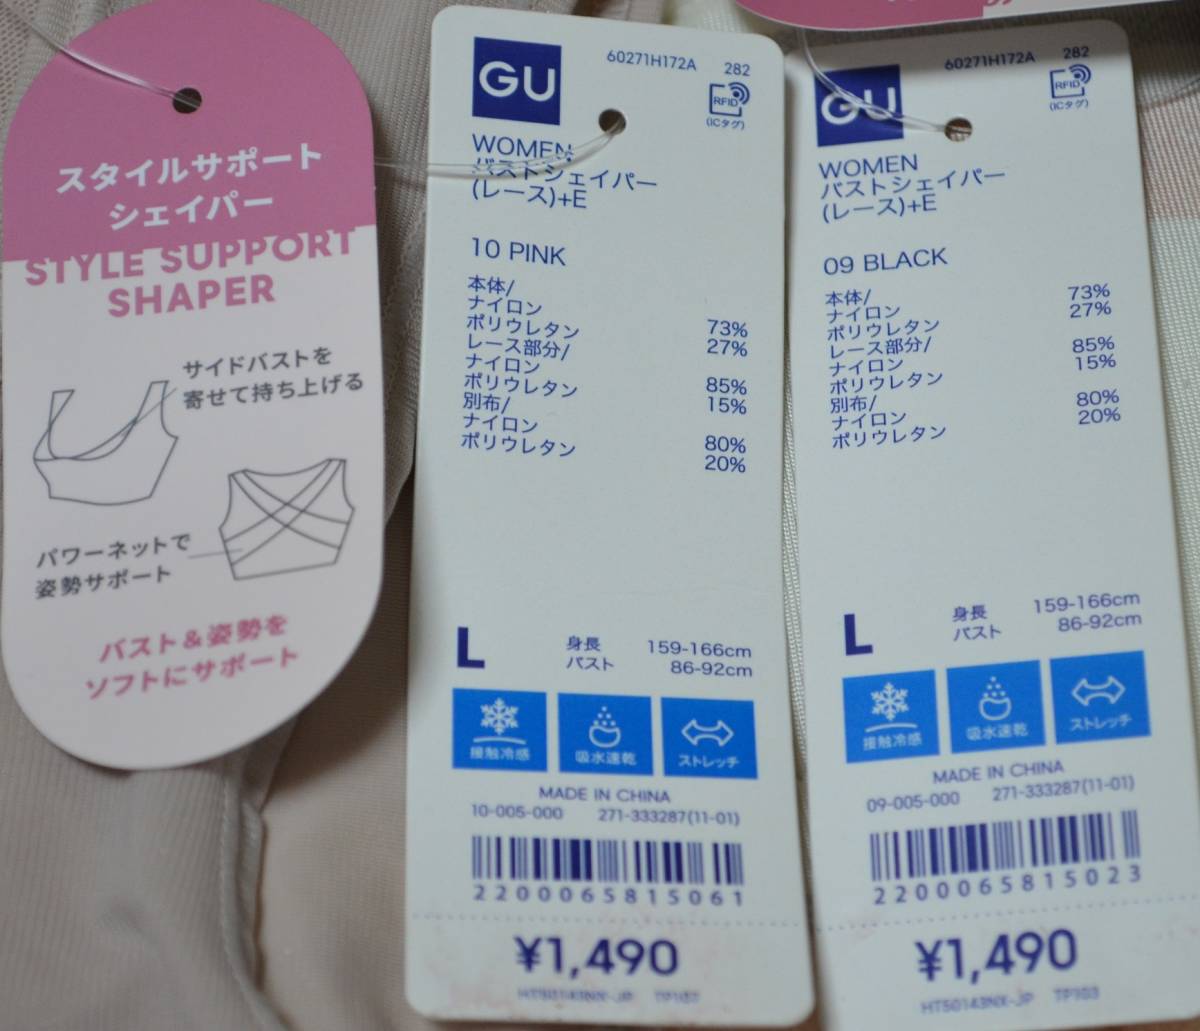 スタイルサポート
シェイパー
STYLE SUPPORT
SHAPER
サイドバストを
寄せて持ち上げる
パワーネットで
姿勢サポート
バスト＆姿勢を
ソフトにサポート
GU
60271H172A 282
RFID
(ICタグ)
WOMEN
バストシェイパー
(レース)+E
10 PINK
本体/
ナイロン 73%
ポリウレタン 27%
レース部分/
ナイロン 85%
ポリウレタン 15%
別布/
ナイロン 80%
ポリウレタン 20%
L
身長 159-166cm
バスト 86-92cm
接触冷感 吸水速乾 ストレッチ
MADE IN CHINA
10-005-000 271-333287(11-01)
2200065815061
¥1,490
HT50143NX-JP TP107
GU
60271H172A 282
RFID
(ICタグ)
WOMEN
バストシェイパー
(レース)+E
09 BLACK
本体/
ナイロン 73%
ポリウレタン 27%
レース部分/
ナイロン 85%
ポリウレタン 15%
別布/
ナイロン 80%
ポリウレタン 20%
L
身長 159-166cm
バスト 86-92cm
接触冷感 吸水速乾 ストレッチ
MADE IN CHINA
09-005-000 271-333287(11-01)
2200065815023
¥1,490
HT50143NX-JP TP103